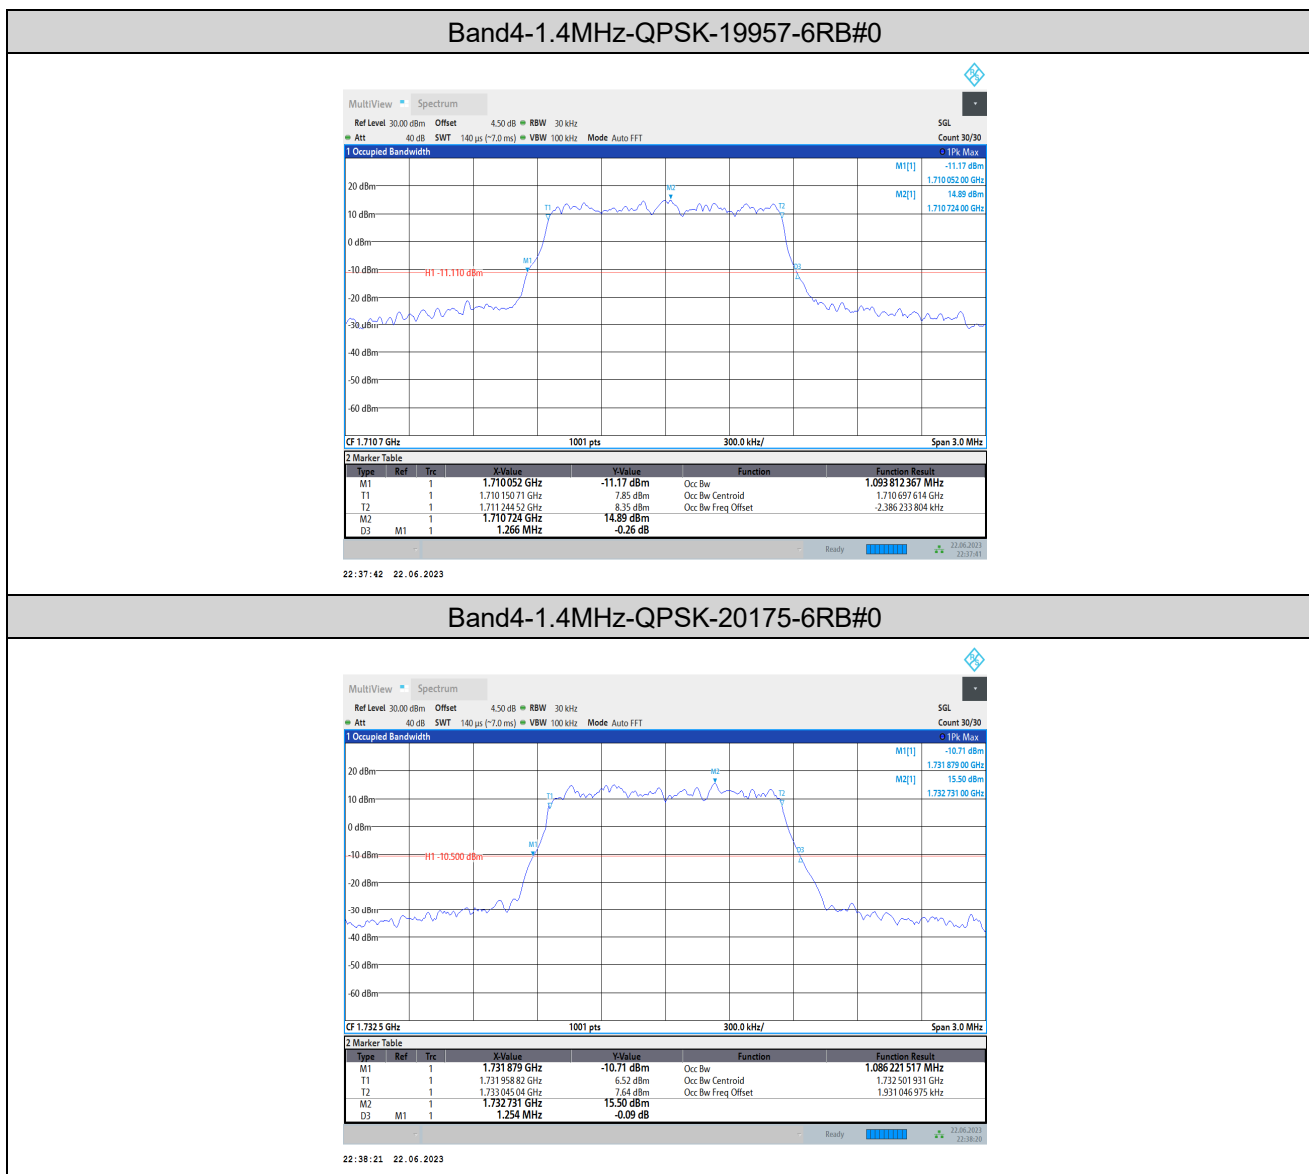 Band4-1.4MHz-QPSK-19957-6RB#0
MultiView Spectrum
Ref Level 30.00 dBm Offset 4.50 dB RBW 30 kHz SGL
Att 40 dB SWT 140 µs (~7.0 ms) VBW 100 kHz Mode Auto FFT Count 30/30
1 Occupied Bandwidth 1Pk Max
M1[1] -11.17 dBm
1.710 052 00 GHz
M2[1] 14.89 dBm
1.710 724 00 GHz
20 dBm
M2
T1
T2
10 dBm
0 dBm
M1
D3
-10 dBm
H1 -11.110 dBm
-20 dBm
-30 dBm
-40 dBm
-50 dBm
-60 dBm
CF 1.710 7 GHz 1001 pts 300.0 kHz/ Span 3.0 MHz
2 Marker Table
Type Ref Trc X-Value Y-Value Function Function Result
M1 1 1.710 052 GHz -11.17 dBm Occ Bw 1.093 812 367 MHz
T1 1 1.710 150 71 GHz 7.85 dBm Occ Bw Centroid 1.710 697 614 GHz
T2 1 1.711 244 52 GHz 8.35 dBm Occ Bw Freq Offset -2.386 233 804 kHz
M2 1 1.710 724 GHz 14.89 dBm
D3 M1 1 1.266 MHz -0.26 dB
Ready 22.06.2023
22:37:41
22:37:42 22.06.2023
Band4-1.4MHz-QPSK-20175-6RB#0
MultiView Spectrum
Ref Level 30.00 dBm Offset 4.50 dB RBW 30 kHz SGL
Att 40 dB SWT 140 µs (~7.0 ms) VBW 100 kHz Mode Auto FFT Count 30/30
1 Occupied Bandwidth 1Pk Max
M1[1] -10.71 dBm
1.731 879 00 GHz
M2[1] 15.50 dBm
1.732 731 00 GHz
20 dBm
M2
T1
T2
10 dBm
0 dBm
M1
D3
-10 dBm
H1 -10.500 dBm
-20 dBm
-30 dBm
-40 dBm
-50 dBm
-60 dBm
CF 1.732 5 GHz 1001 pts 300.0 kHz/ Span 3.0 MHz
2 Marker Table
Type Ref Trc X-Value Y-Value Function Function Result
M1 1 1.731 879 GHz -10.71 dBm Occ Bw 1.086 221 517 MHz
T1 1 1.731 958 82 GHz 6.52 dBm Occ Bw Centroid 1.732 501 931 GHz
T2 1 1.733 045 04 GHz 7.64 dBm Occ Bw Freq Offset 1.931 046 975 kHz
M2 1 1.732 731 GHz 15.50 dBm
D3 M1 1 1.254 MHz -0.09 dB
Ready 22.06.2023
22:38:20
22:38:21 22.06.2023